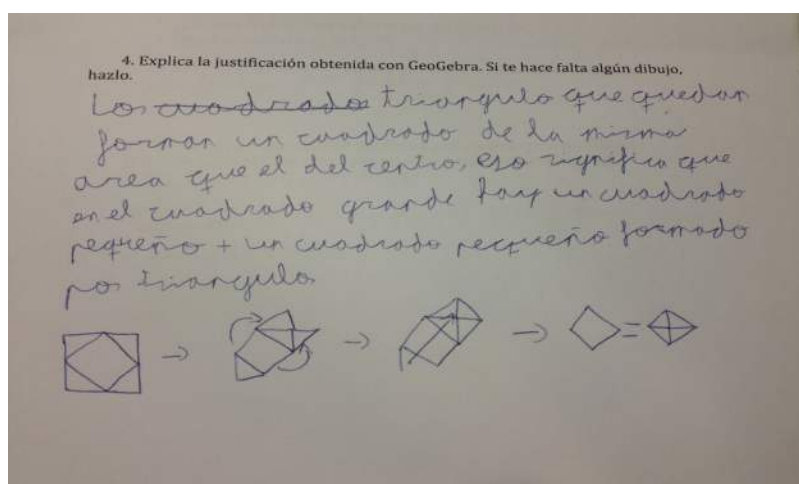 4. Explica la justificación obtenida con GeoGebra. Si te hace falta algún dibujo,
hazlo.
Los cuadrados triangulo que quedan
forman un cuadrado de la misma
area que el del centro, eso significa que
en el cuadrado grande hay un cuadrado
pequeño + un cuadrado pequeño formado
por triangulos